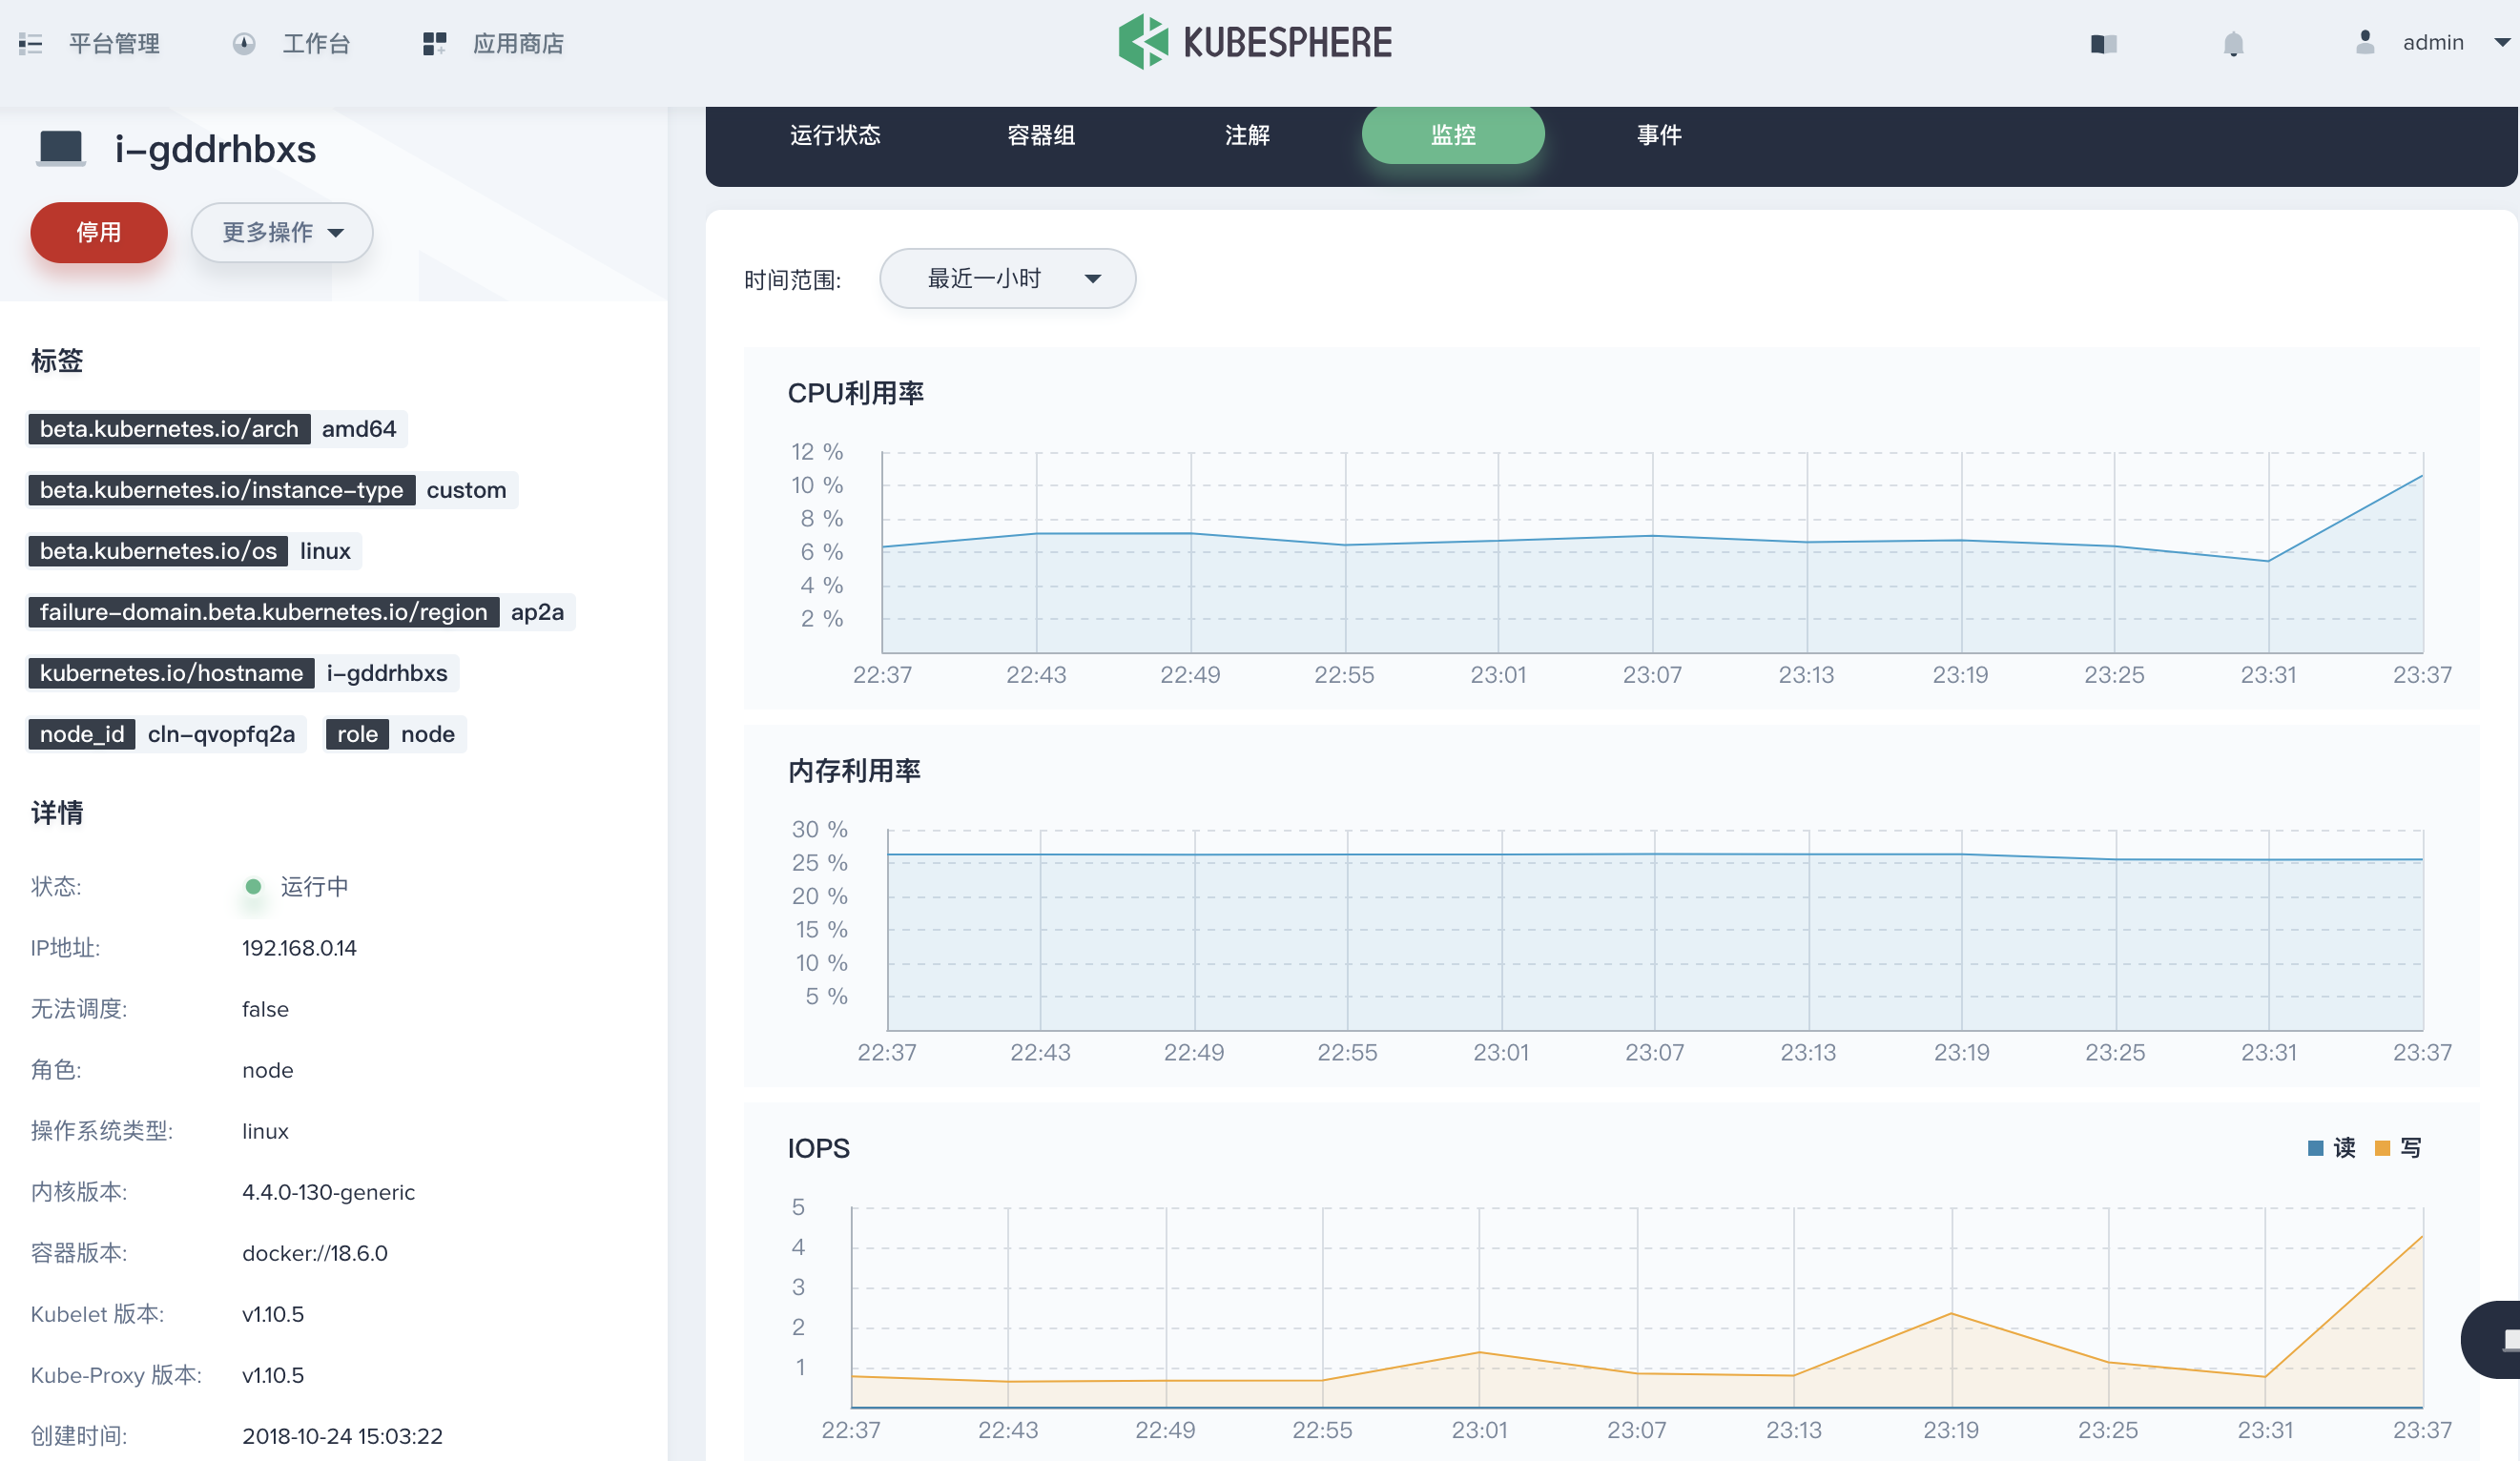 平台管理 工作台 应用商店 KUBESPHERE admin
i-gddrhbxs
停用 更多操作
标签
beta.kubernetes.io/arch amd64
beta.kubernetes.io/instance-type custom
beta.kubernetes.io/os linux
failure-domain.beta.kubernetes.io/region ap2a
kubernetes.io/hostname i-gddrhbxs
node_id cln-qvopfq2a role node
详情
状态: 运行中
IP地址: 192.168.0.14
无法调度: false
角色: node
操作系统类型: linux
内核版本: 4.4.0-130-generic
容器版本: docker://18.6.0
Kubelet 版本: v1.10.5
Kube-Proxy 版本: v1.10.5
创建时间: 2018-10-24 15:03:22
运行状态 容器组 注解 监控 事件
时间范围: 最近一小时
CPU利用率
12 %
10 %
8 %
6 %
4 %
2 %
22:37 22:43 22:49 22:55 23:01 23:07 23:13 23:19 23:25 23:31 23:37
内存利用率
30 %
25 %
20 %
15 %
10 %
5 %
22:37 22:43 22:49 22:55 23:01 23:07 23:13 23:19 23:25 23:31 23:37
IOPS 读 写
5
4
3
2
1
22:37 22:43 22:49 22:55 23:01 23:07 23:13 23:19 23:25 23:31 23:37